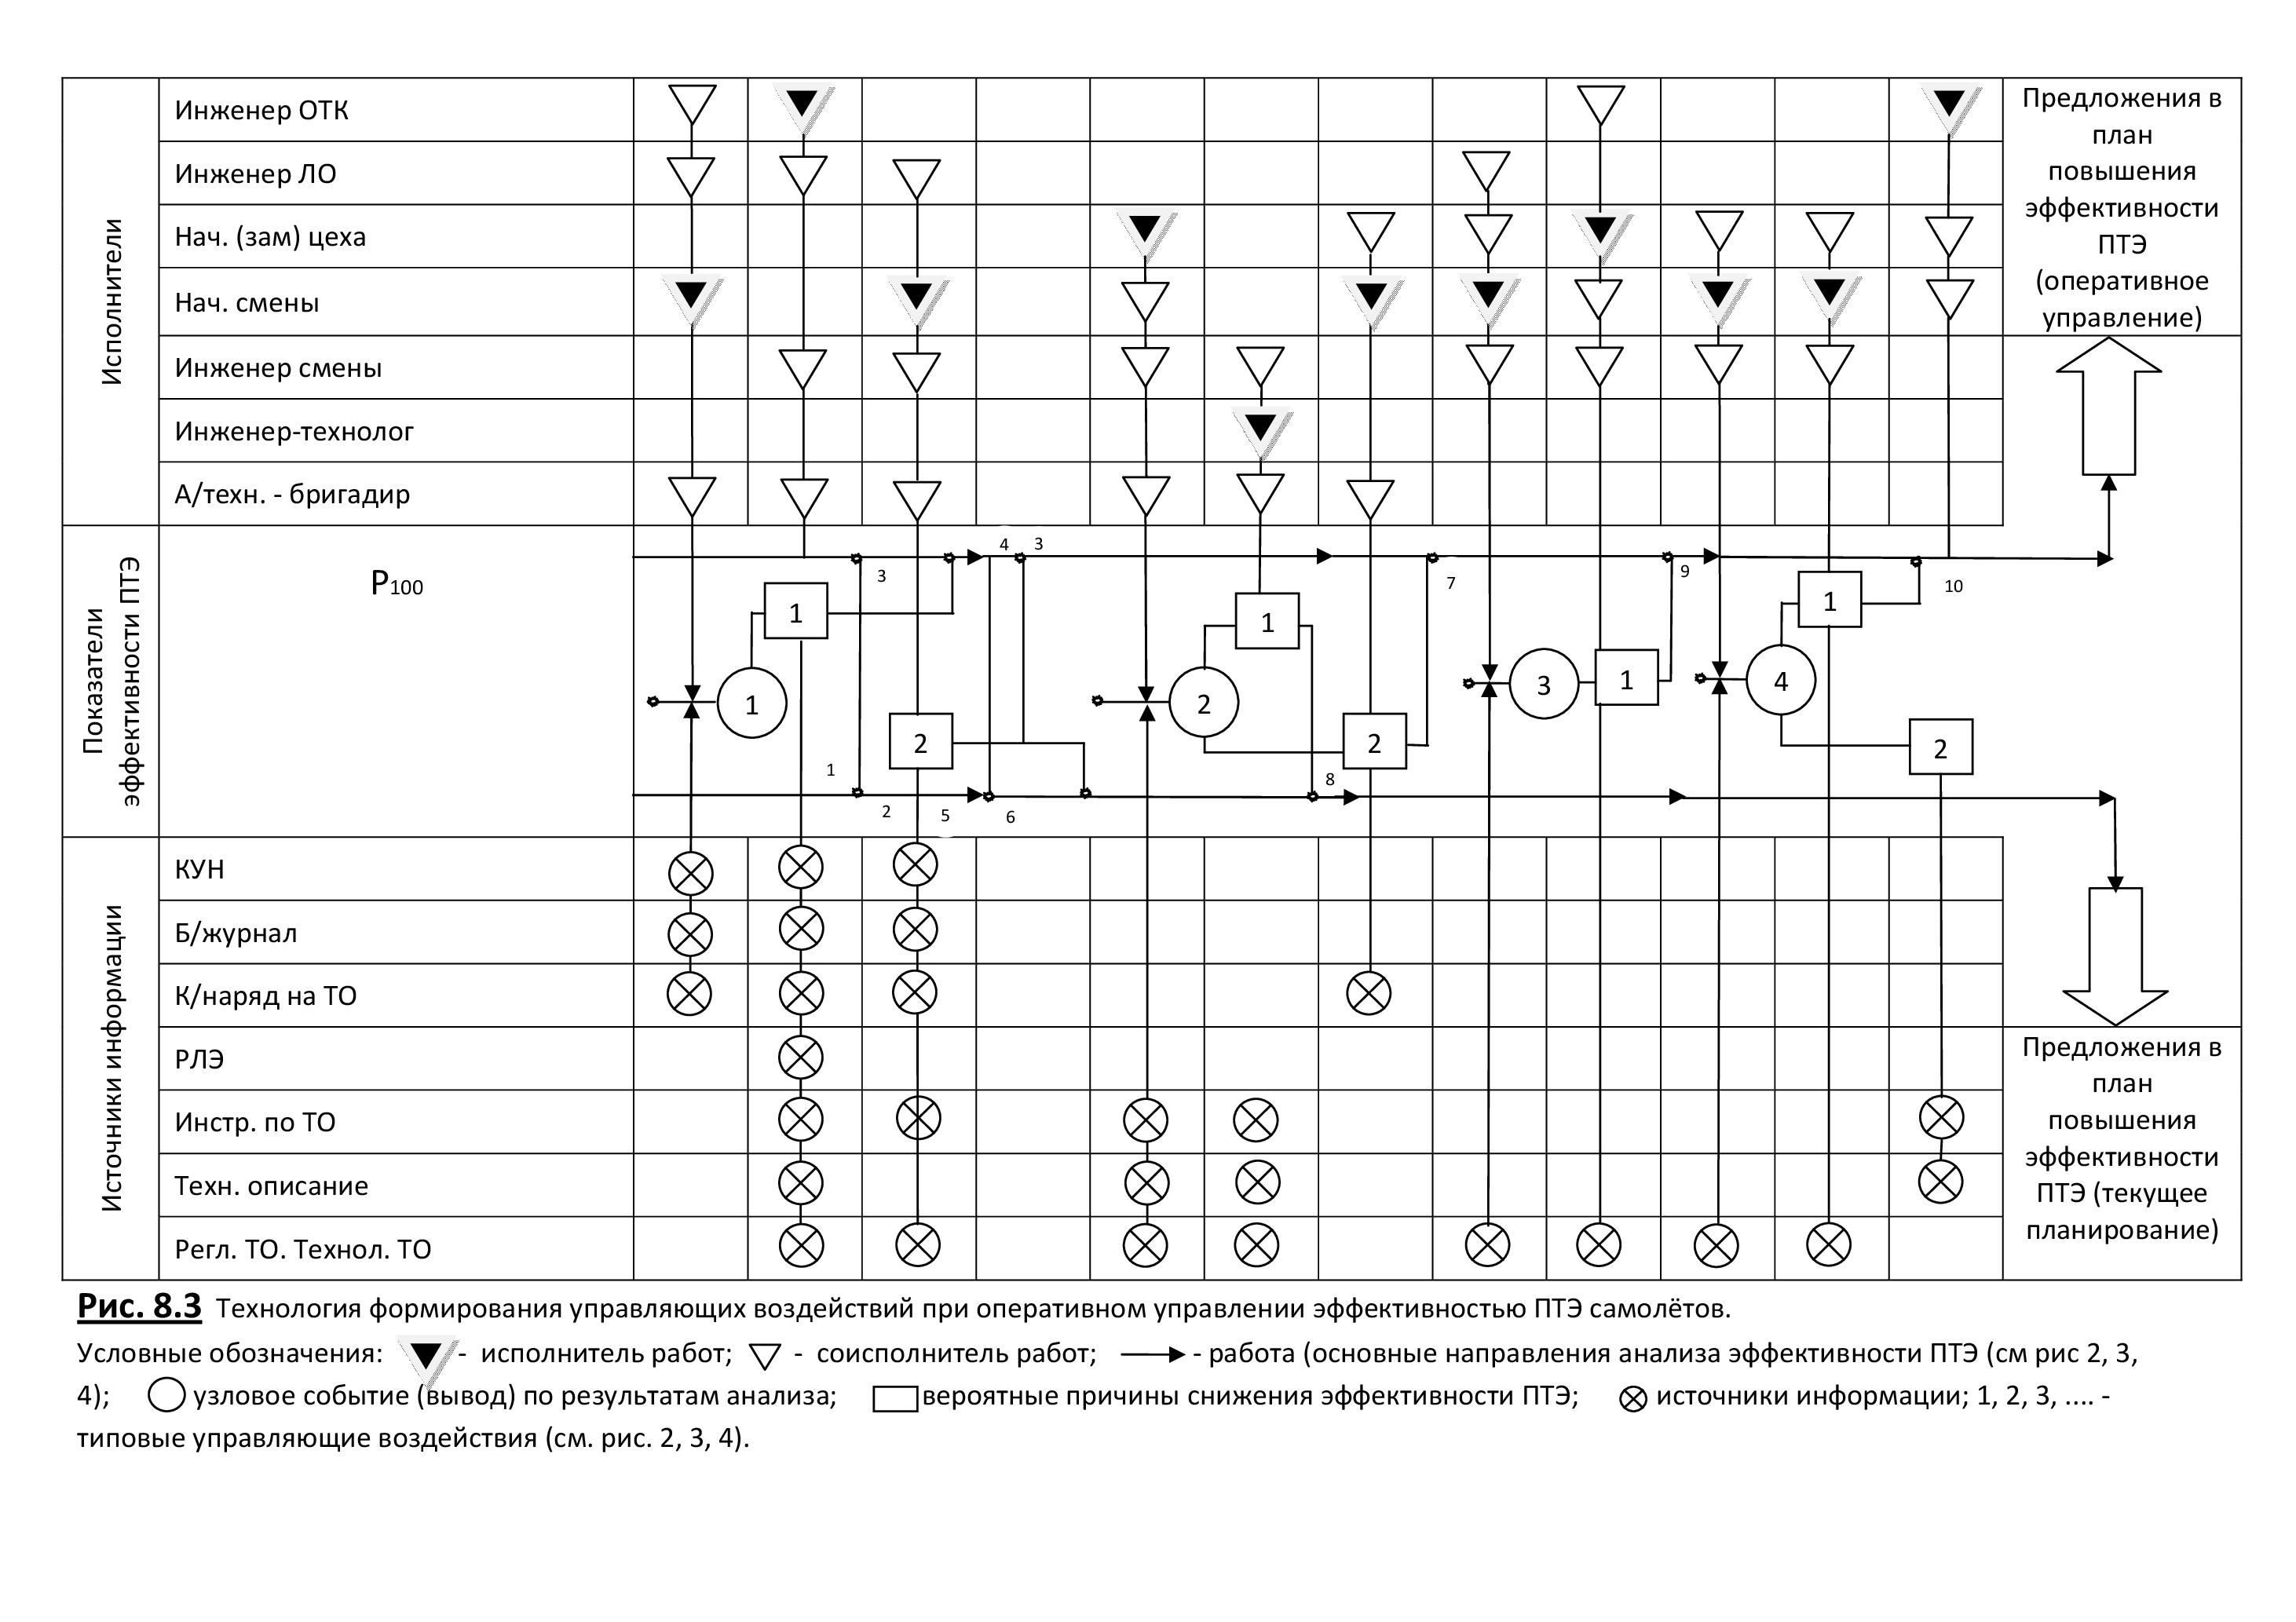 Исполнители
Инженер ОТК
Инженер ЛО
Нач. (зам) цеха
Нач. смены
Инженер смены
Инженер-технолог
А/техн. - бригадир
Предложения в
план
повышения
эффективности
ПТЭ
(оперативное
управление)
Показатели
эффективности ПТЭ
P100
4 3
3
7
9
10
1
1
1
1
1
2
3
4
2
2
2
1
8
2
5
6
Источники информации
КУН
Б/журнал
К/наряд на ТО
РЛЭ
Инстр. по ТО
Техн. описание
Регл. ТО. Технол. ТО
Предложения в
план
повышения
эффективности
ПТЭ (текущее
планирование)
Рис. 8.3 Технология формирования управляющих воздействий при оперативном управлении эффективностью ПТЭ самолётов.
Условные обозначения: - исполнитель работ; - соисполнитель работ; - работа (основные направления анализа эффективности ПТЭ (см рис 2, 3,
4); узловое событие (вывод) по результатам анализа; вероятные причины снижения эффективности ПТЭ; источники информации; 1, 2, 3, .... -
типовые управляющие воздействия (см. рис. 2, 3, 4).